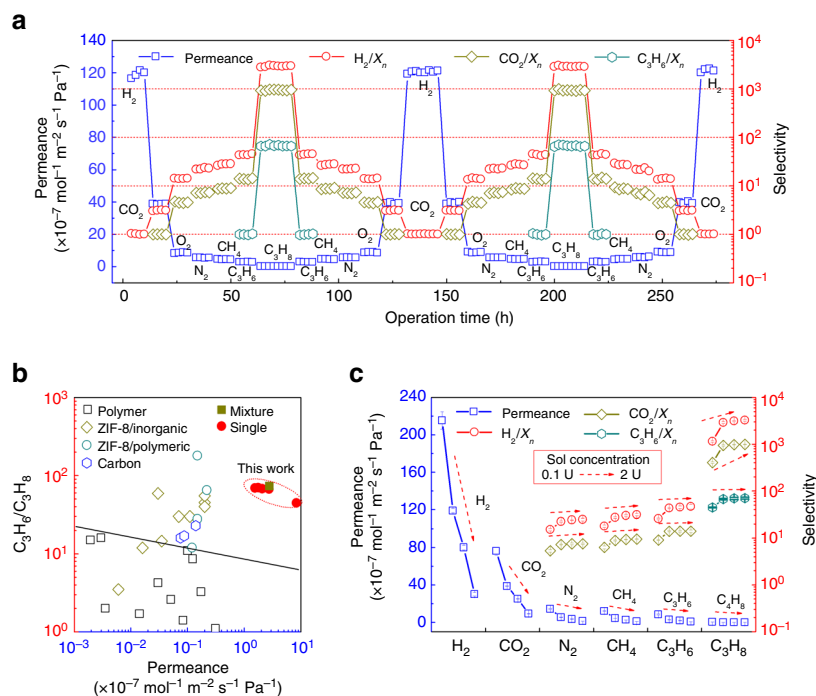 a
Permeance
H2/Xn
CO2/Xn
C3H6/Xn
140
120
100
80
60
40
20
0
Permeance
(×10−7 mol−1 m−2 s−1 Pa−1)
H2
CO2
O2
N2
CH4
C3H6
C3H8
C3H6
CH4
N2
O2
CO2
H2
O2
N2
CH4
C3H6
C3H8
C3H6
CH4
N2
O2
CO2
10^4
10^3
10^2
10^1
10^0
10^−1
Selectivity
0
50
100
150
200
250
Operation time (h)
b
C3H6/C3H8
10^3
10^2
10^1
10^0
Polymer
ZIF-8/inorganic
ZIF-8/polymeric
Carbon
Mixture
Single
This work
10^−3
10^−2
10^−1
10^0
10^1
Permeance
(×10−7 mol−1 m−2 s−1 Pa−1)
c
Permeance
(×10−7 mol−1 m−2 s−1 Pa−1)
240
200
160
120
80
40
0
Permeance
H2/Xn
CO2/Xn
C3H6/Xn
Sol concentration
0.1 U
2 U
H2
CO2
N2
CH4
C3H6
C4H8
10^4
10^3
10^2
10^1
10^0
10^−1
Selectivity
H2
CO2
N2
CH4
C3H6
C3H8